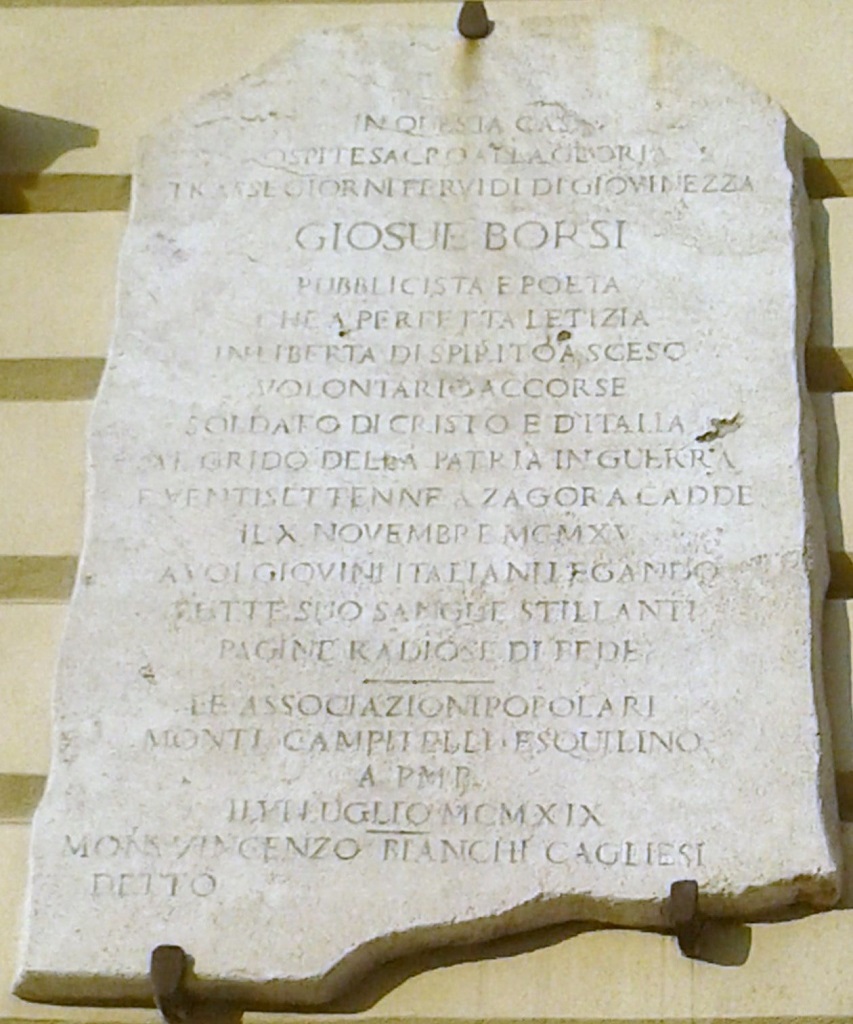 IN QUESTA CASA
OSPITE SACRO ALLA GLORIA
TRASSE GIORNI FERVIDI DI GIOVINEZZA
GIOSUE BORSI
PUBBLICISTA E POETA
CHE A PERFETTA LETIZIA
IN LIBERTA DI SPIRITO ASCESO
VOLONTARIO ACCORSE
SOLDATO DI CRISTO E D'ITALIA
AL GRIDO DELLA PATRIA IN GUERRA
E VENTISETTENNE A ZAGORA CADDE
IL X NOVEMBRE MCMXV
A VOI GIOVINI ITALIANI LEGANDO
SUO SANGUE STILLANTI
PAGINE RADIOSE DI FEDE
LE ASSOCIAZIONI POPOLARI
MONTI · CAMPITELLI · ESQUILINO
A PMP
IL VI LUGLIO MCMXIX
MONS VINCENZO BIANCHI CAGLIESI
DETTÒ